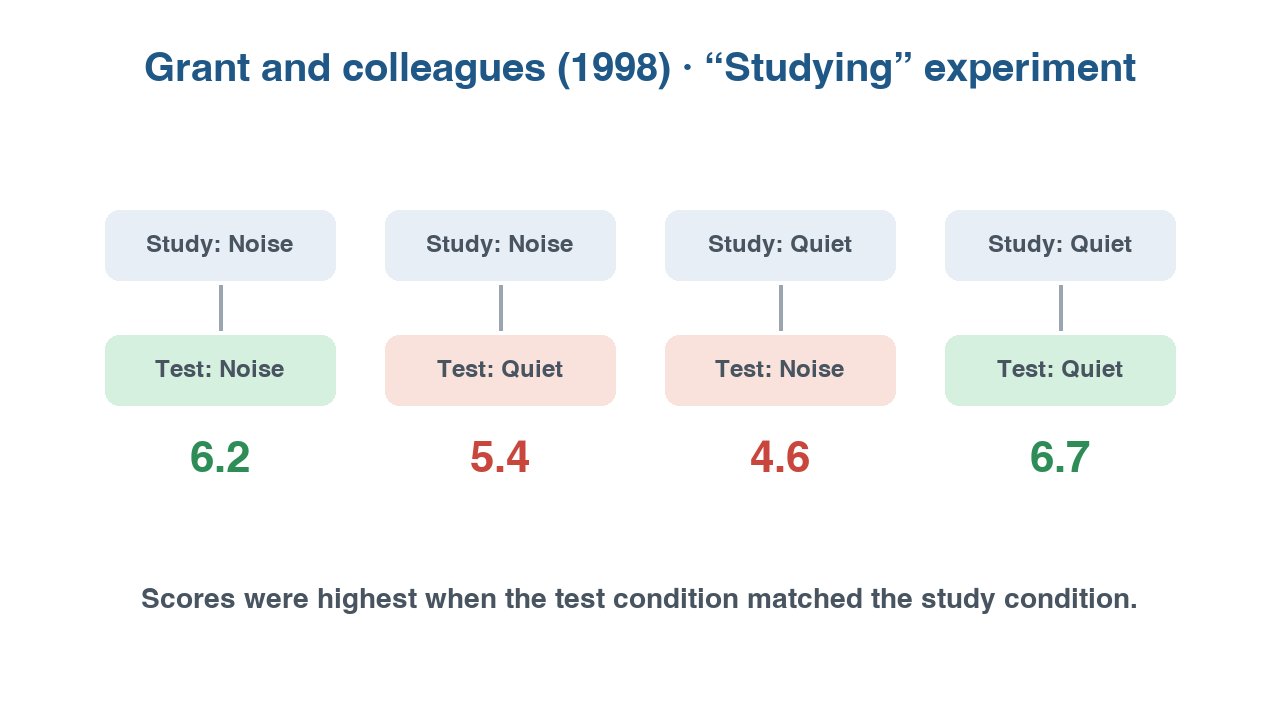 Grant and colleagues (1998) · “Studying” experiment
Study: Noise
Study: Noise
Study: Quiet
Study: Quiet
Test: Noise
Test: Quiet
Test: Noise
Test: Quiet
6.2
5.4
4.6
6.7
Scores were highest when the test condition matched the study condition.